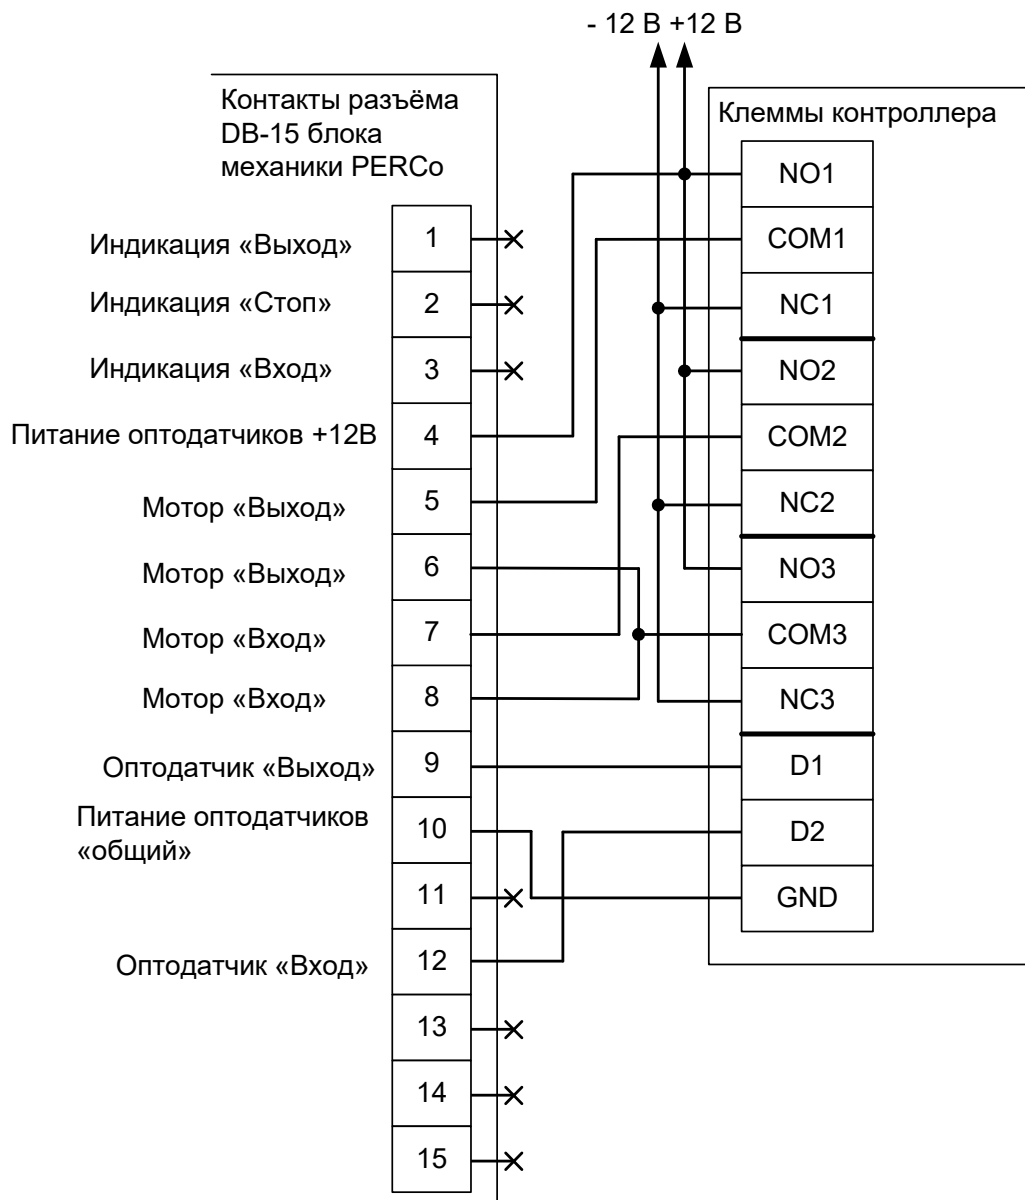 - 12 В +12 В
Контакты разъёма
DB-15 блока
механики PERCo
Клеммы контроллера
Индикация «Выход»
1
Индикация «Стоп»
2
Индикация «Вход»
3
Питание оптодатчиков +12В
4
Мотор «Выход»
5
Мотор «Выход»
6
Мотор «Вход»
7
Мотор «Вход»
8
Оптодатчик «Выход»
9
Питание оптодатчиков
«общий»
10
11
Оптодатчик «Вход»
12
13
14
15
NO1
COM1
NC1
NO2
COM2
NC2
NO3
COM3
NC3
D1
D2
GND